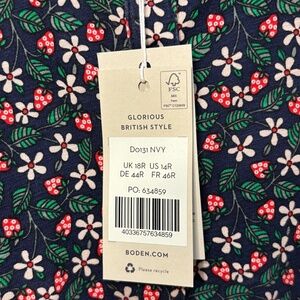 FSC
GLORIOUS
BRITISH STYLE
D0131 NVY
UK 18R US 14R
DE 44R FR 46R
PO: 634859
40336757634859
BODEN.COM
Please recycle